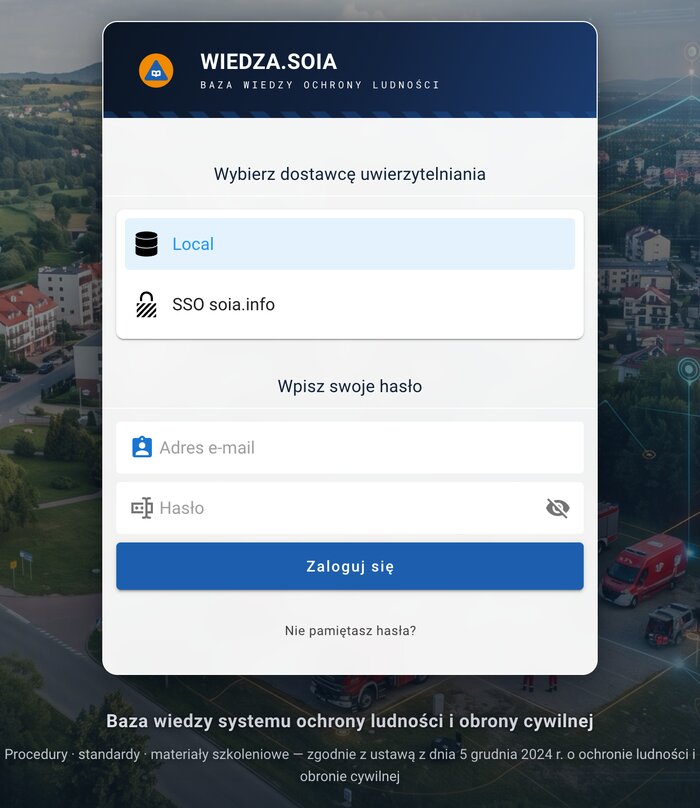 WIEDZA.SOIA
BAZA WIEDZY OCHRONY LUDNOŚCI
Wybierz dostawcę uwierzytelniania
Local
SSO soia.info
Wpisz swoje hasło
Adres e-mail
Hasło
Zaloguj się
Nie pamiętasz hasła?
Baza wiedzy systemu ochrony ludności i obrony cywilnej
Procedury · standardy · materiały szkoleniowe — zgodnie z ustawą z dnia 5 grudnia 2024 r. o ochronie ludności i
obronie cywilnej